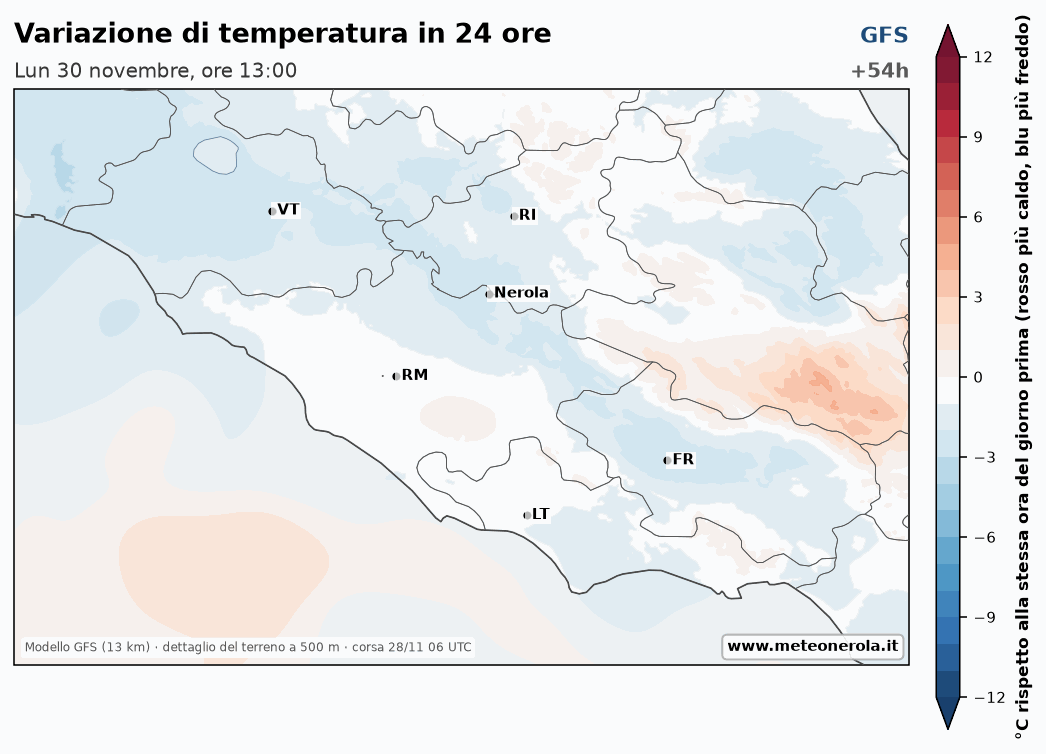 Variazione di temperatura in 24 ore
GFS
Lun 30 novembre, ore 13:00
+54h
VT
RI
Nerola
RM
FR
LT
Modello GFS (13 km) · dettaglio del terreno a 500 m · corsa 28/11 06 UTC
www.meteonerola.it
12
9
6
3
0
−3
−6
−9
−12
°C rispetto alla stessa ora del giorno prima (rosso più caldo, blu più freddo)